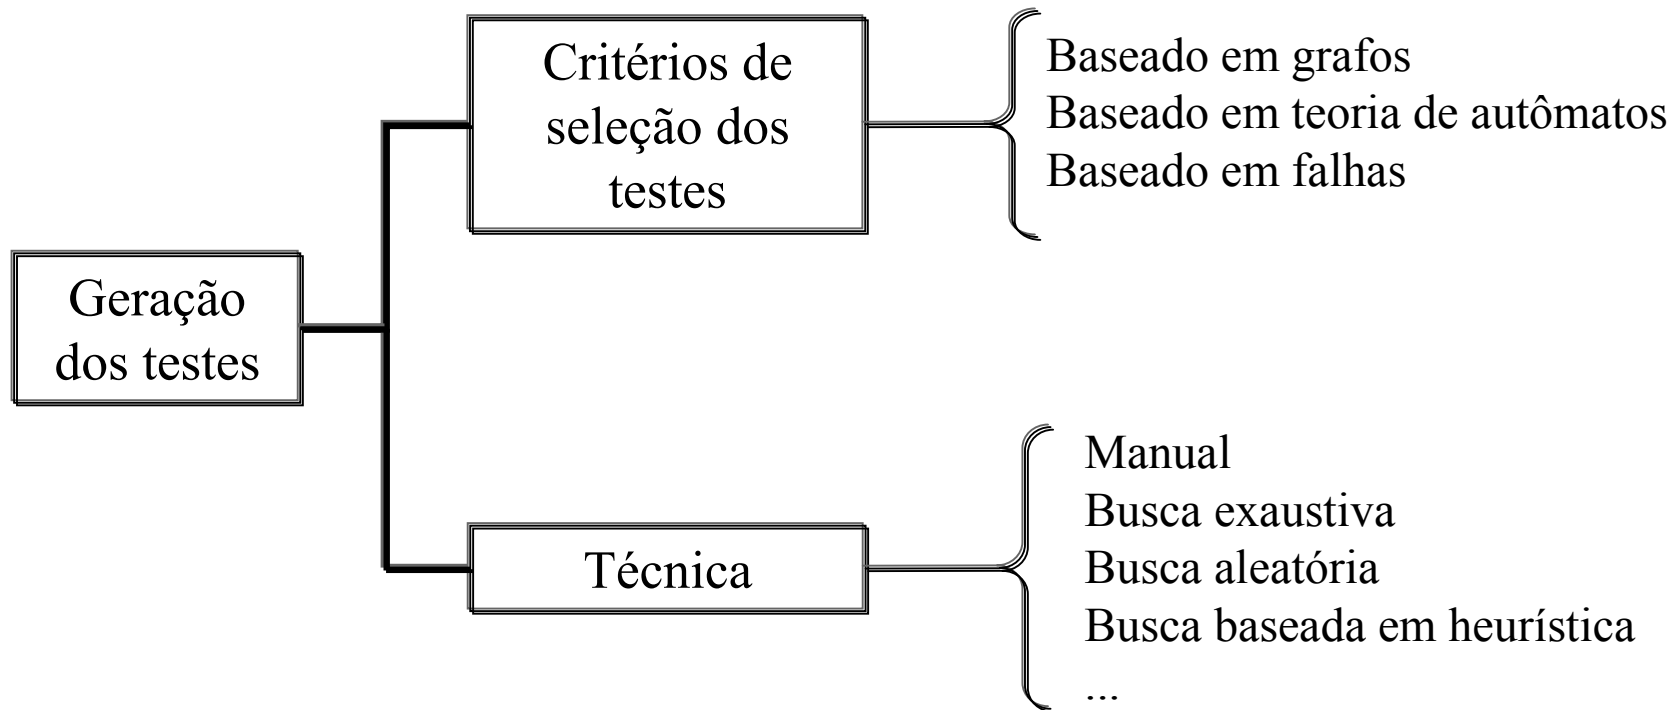 Geração
dos testes
Critérios de
seleção dos
testes
Baseado em grafos
Baseado em teoria de autômatos
Baseado em falhas
Técnica
Manual
Busca exaustiva
Busca aleatória
Busca baseada em heurística
...